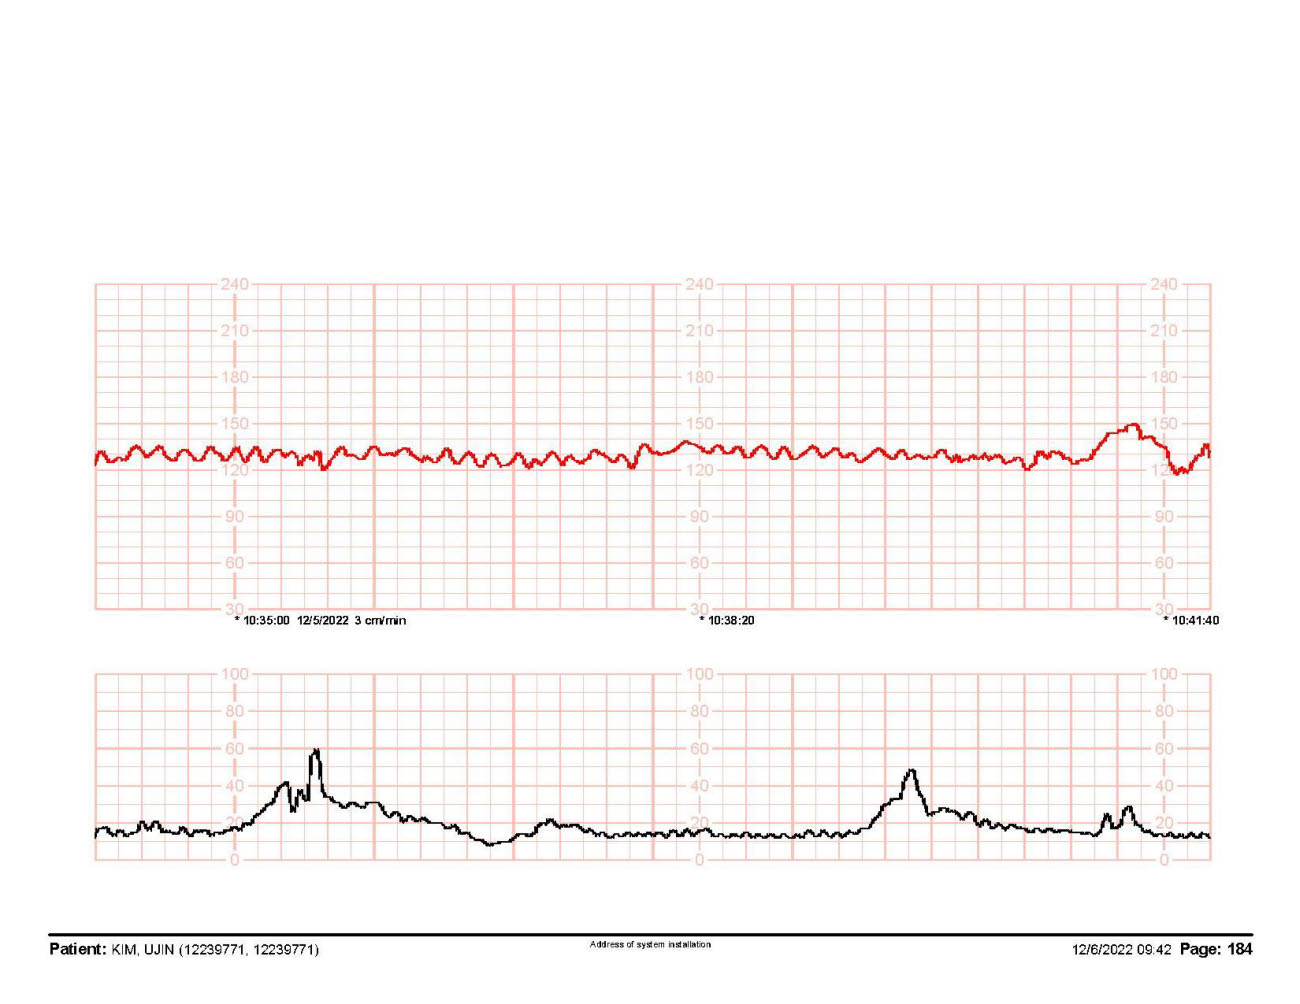 240 240 240
210 210 210
180 180 180
150 150 150
120 120 120
90 90 90
60 60 60
30 30 30
* 10:35:00 12/5/2022 3 cm/min * 10:38:20 * 10:41:40
100 100 100
80 80 80
60 60 60
40 40 40
20 20 20
0 0 0
Patient: KIM, UJIN (12239771, 12239771) Address of system installation 12/6/2022 09:42 Page: 184